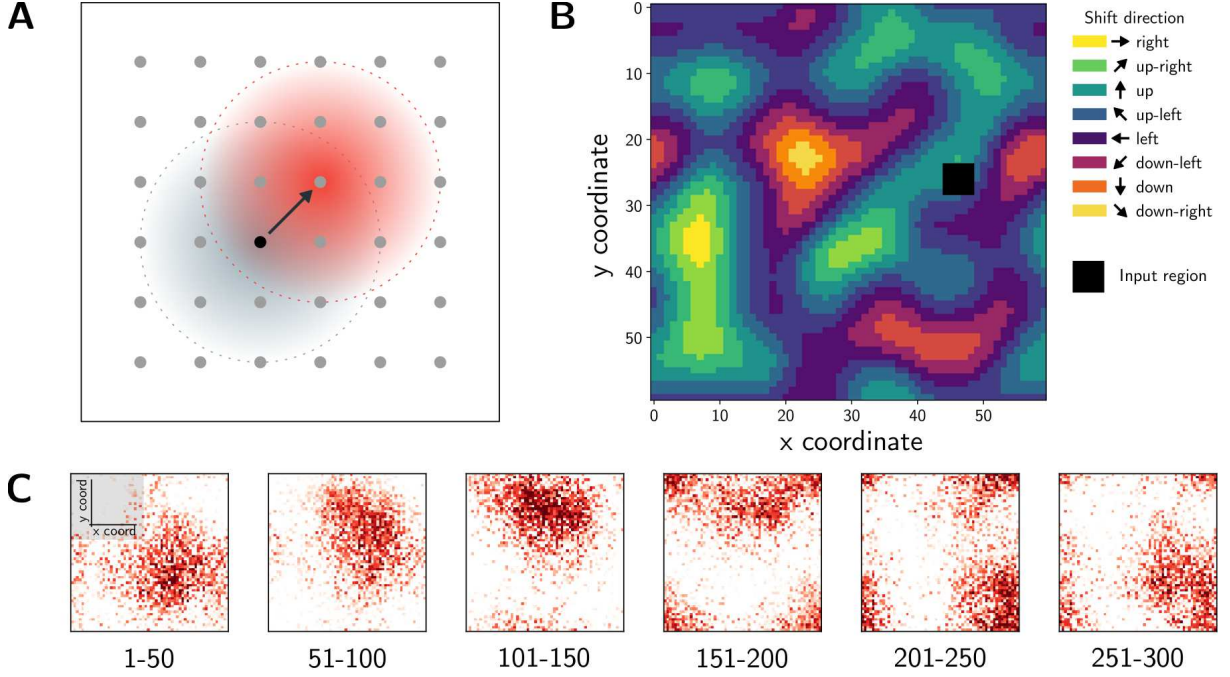 A
B
0
10
20
30
40
50
y coordinate
0
10
20
30
40
50
x coordinate
Shift direction
right
up-right
up
up-left
left
down-left
down
down-right
Input region
C
y coord
x coord
1-50
51-100
101-150
151-200
201-250
251-300